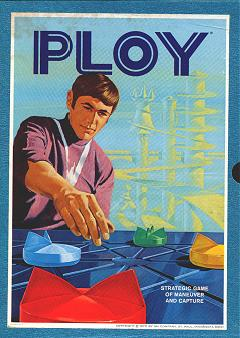 PLOY
STRATEGIC GAME
OF MANEUVER
AND CAPTURE